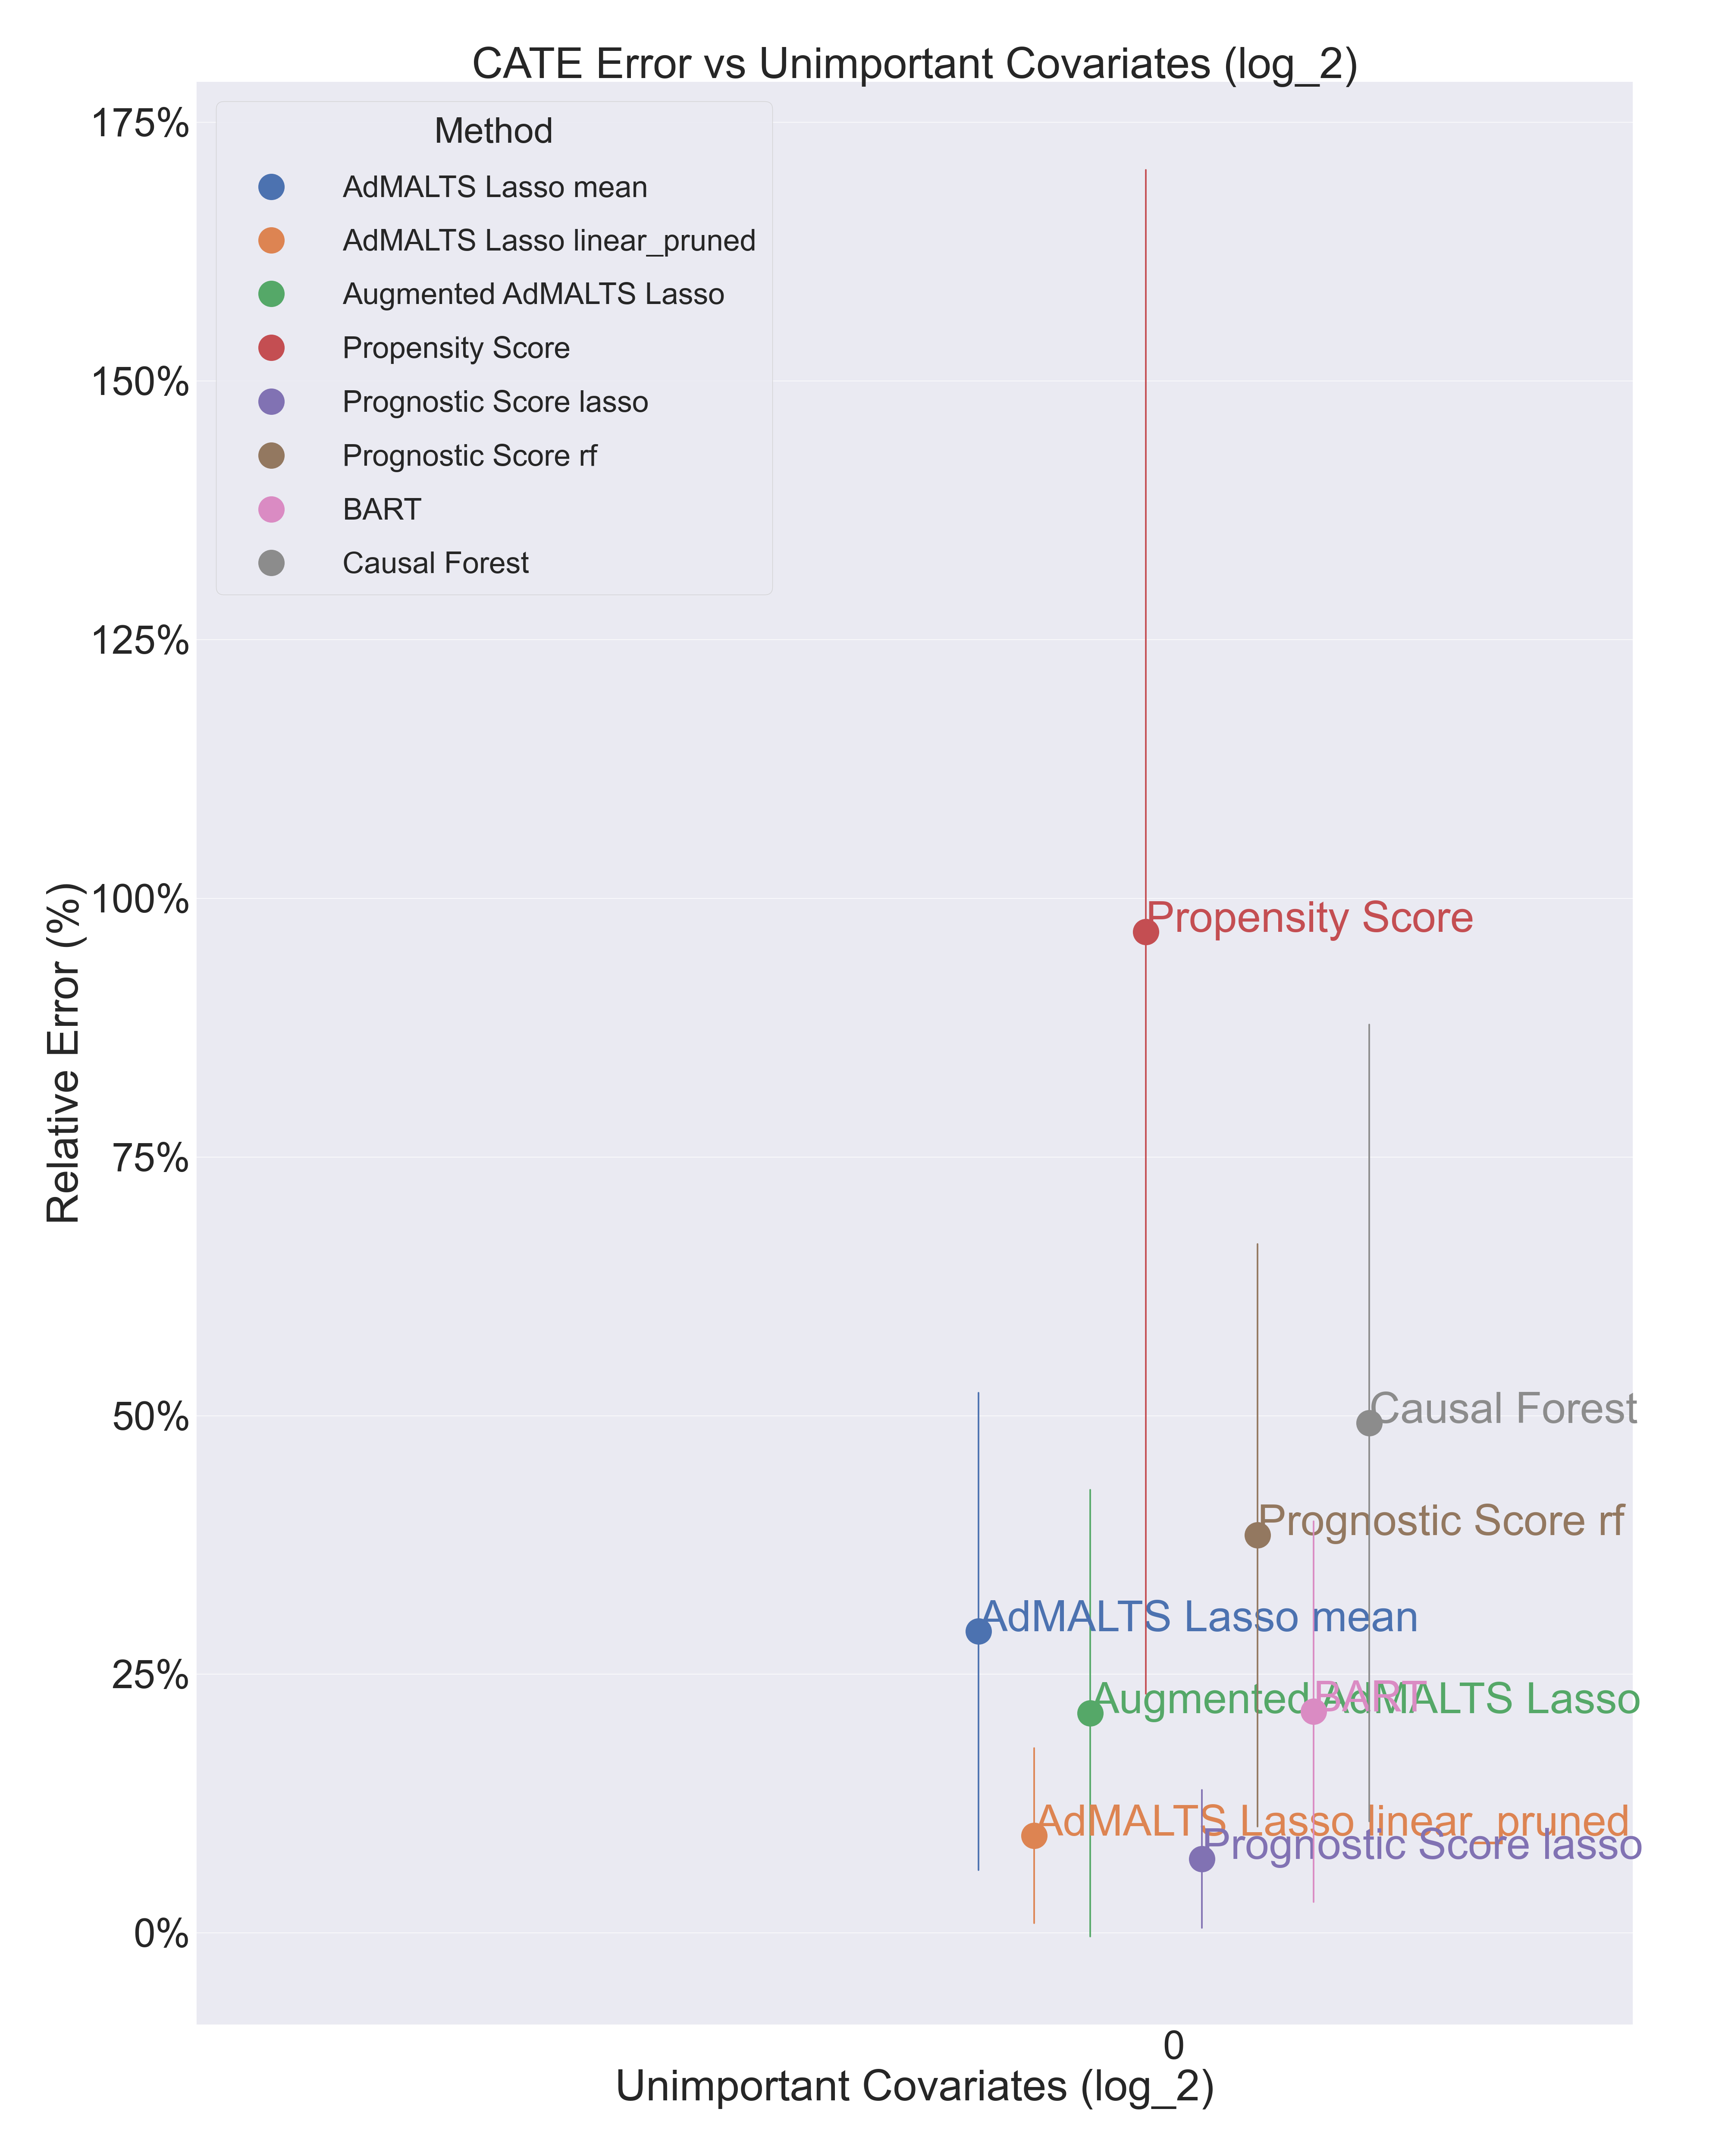 CATE Error vs Unimportant Covariates (log_2)
175%
150%
125%
100%
75%
50%
25%
0%
Relative Error (%)
Method
AdMALTS Lasso mean
AdMALTS Lasso linear_pruned
Augmented AdMALTS Lasso
Propensity Score
Prognostic Score lasso
Prognostic Score rf
BART
Causal Forest
Propensity Score
Causal Forest
Prognostic Score rf
AdMALTS Lasso mean
Augmented AdMALTS Lasso
BART
AdMALTS Lasso linear_pruned
Prognostic Score lasso
0
Unimportant Covariates (log_2)